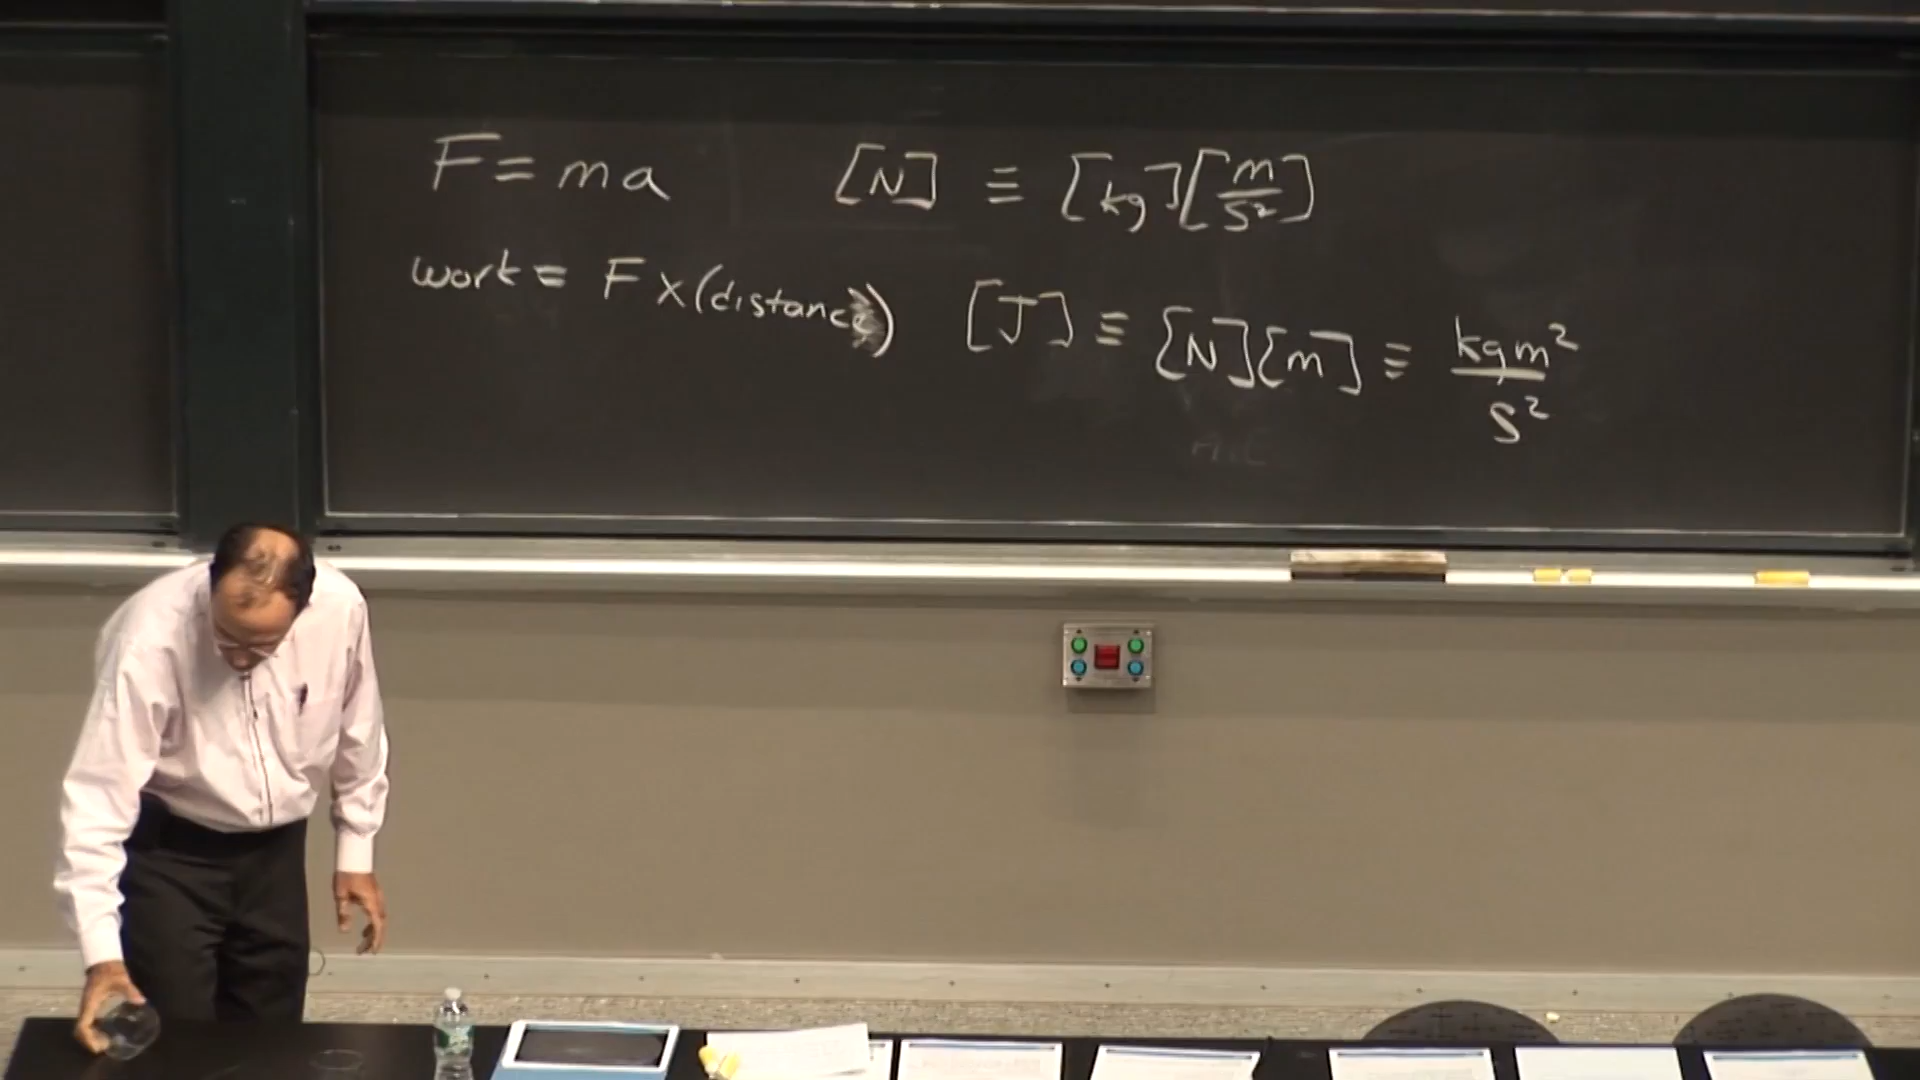 F = ma [N] ≡ [kg][m/s²]
work = F X (distance) [J] ≡ [N][m] ≡ kgm²/s²